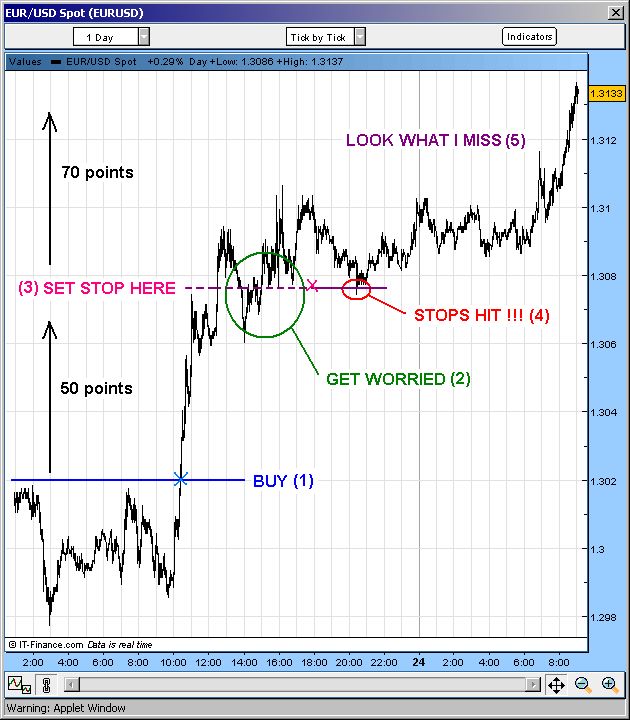 EUR/USD Spot (EURUSD)
1 Day
Tick by Tick
Indicators
Values EUR/USD Spot +0.29% Day +Low: 1.3086 +High: 1.3137
1.3133
LOOK WHAT I MISS (5)
1.312
70 points
1.31
(3) SET STOP HERE
1.308
STOPS HIT !!! (4)
1.306
GET WORRIED (2)
50 points
1.304
BUY (1)
1.302
1.3
1.298
© IT-Finance.com Data is real time
2:00 4:00 6:00 8:00 10:00 12:00 14:00 16:00 18:00 20:00 22:00 24 2:00 4:00 6:00 8:00
Warning: Applet Window